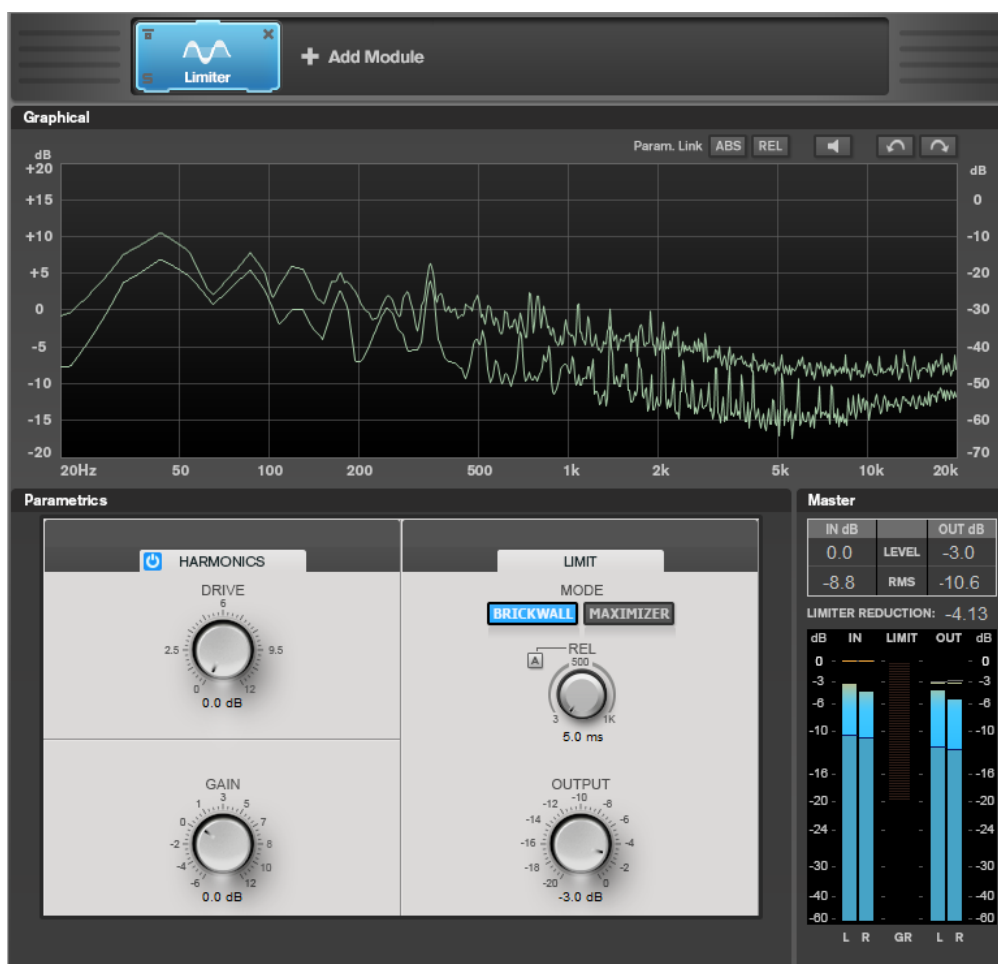 S
Limiter
Add Module
Graphical
Param. Link ABS REL
dB
dB
+20
+15
0
+10
-10
+5
-20
0
-30
-5
-40
-10
-50
-15
-60
-20
-70
20Hz 50 100 200 500 1k 2k 5k 10k 20k
Parametrics
HARMONICS
DRIVE
6
2.5 9.5
0 12
0.0 dB
GAIN
3
1 5
0 7
-2 8
-4 10
-6 12
0.0 dB
LIMIT
MODE
BRICKWALL MAXIMIZER
REL
A 500
3 1K
5.0 ms
OUTPUT
-10
-12 -8
-14 -6
-16 -4
-18 -2
-20 0
-3.0 dB
Master
IN dB OUT dB
0.0 LEVEL -3.0
-8.8 RMS -10.6
LIMITER REDUCTION: -4.13
dB IN LIMIT OUT dB
0 - - - - 0
-3 - - - - -3
-6 - - - - -6
-10 - - - - -10
-16 - - - - -16
-20 - - - - -20
-24 - - - - -24
-30 - - - - -30
-40 - - - - -40
-60 - - - - -60
L R GR L R